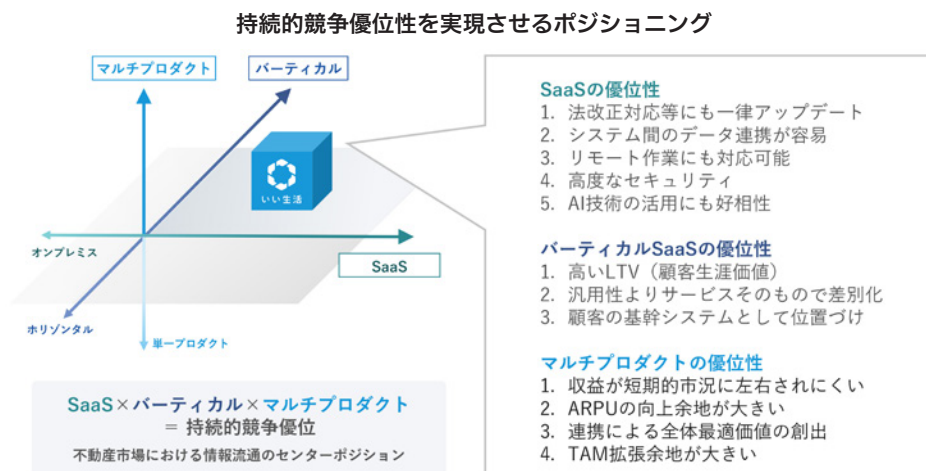 持続的競争優位性を実現させるポジショニング
マルチプロダクト
バーティカル
いい生活
オンプレミス
SaaS
ホリゾンタル
単一プロダクト
SaaS×バーティカル×マルチプロダクト
＝ 持続的競争優位
不動産市場における情報流通のセンターポジション
SaaSの優位性
1. 法改正対応等にも一律アップデート
2. システム間のデータ連携が容易
3. リモート作業にも対応可能
4. 高度なセキュリティ
5. AI技術の活用にも好相性
バーティカルSaaSの優位性
1. 高いLTV（顧客生涯価値）
2. 汎用性よりサービスそのもので差別化
3. 顧客の基幹システムとして位置づけ
マルチプロダクトの優位性
1. 収益が短期的市況に左右されにくい
2. ARPUの向上余地が大きい
3. 連携による全体最適価値の創出
4. TAM拡張余地が大きい